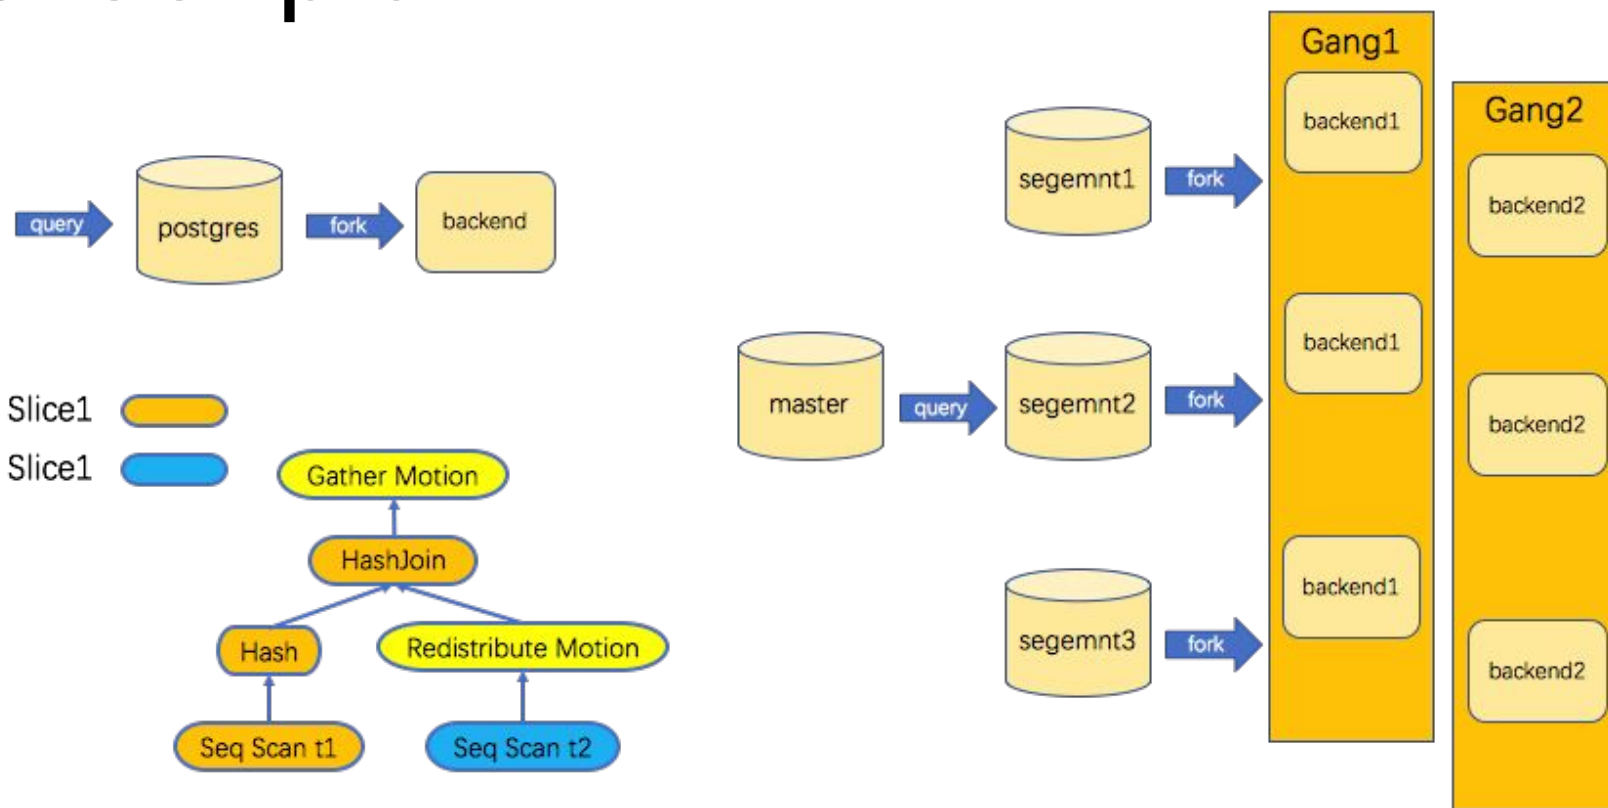 query
postgres
fork
backend
Slice1
Slice1
Gather Motion
HashJoin
Hash
Redistribute Motion
Seq Scan t1
Seq Scan t2
master
query
segemnt1
fork
segemnt2
fork
segemnt3
fork
Gang1
backend1
backend1
backend1
Gang2
backend2
backend2
backend2